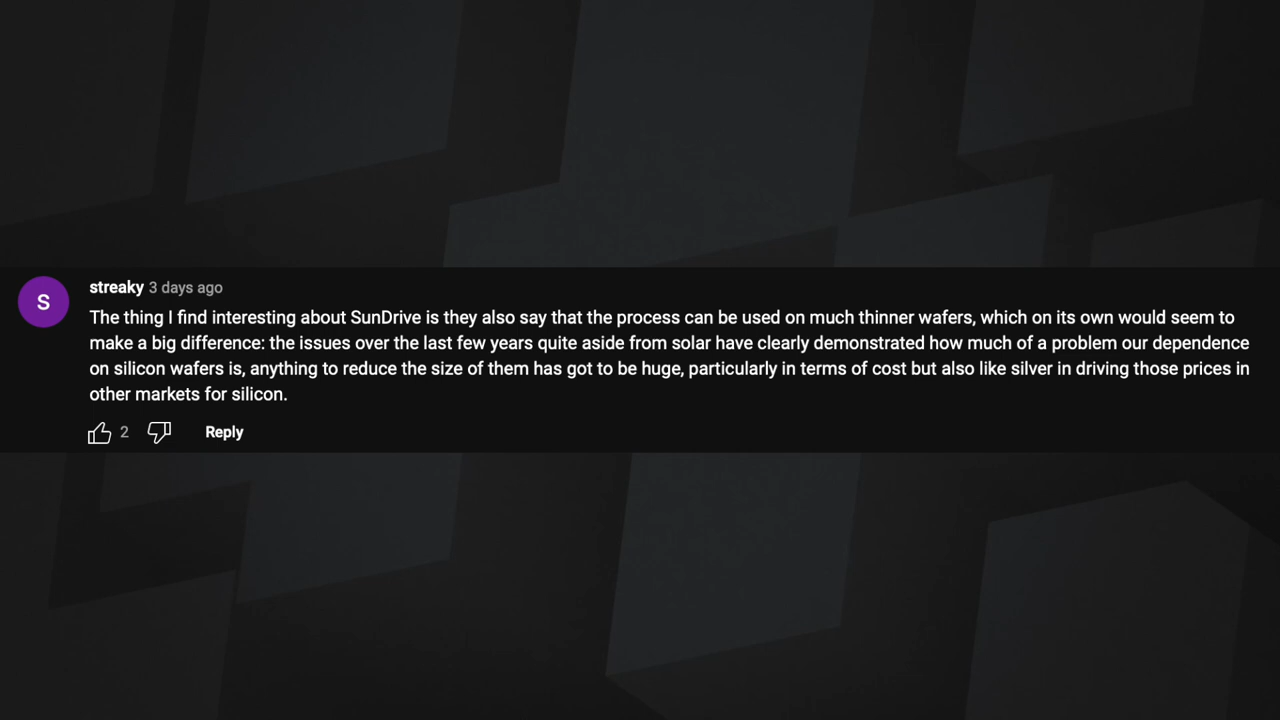 S
streaky 3 days ago
The thing I find interesting about SunDrive is they also say that the process can be used on much thinner wafers, which on its own would seem to
make a big difference: the issues over the last few years quite aside from solar have clearly demonstrated how much of a problem our dependence
on silicon wafers is, anything to reduce the size of them has got to be huge, particularly in terms of cost but also like silver in driving those prices in
other markets for silicon.
2 Reply